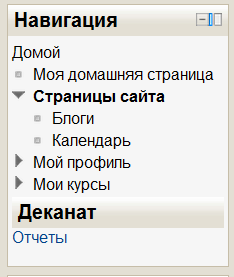 Навигация
Домой
Моя домашняя страница
Страницы сайта
Блоги
Календарь
Мой профиль
Мои курсы
Деканат
Отчеты